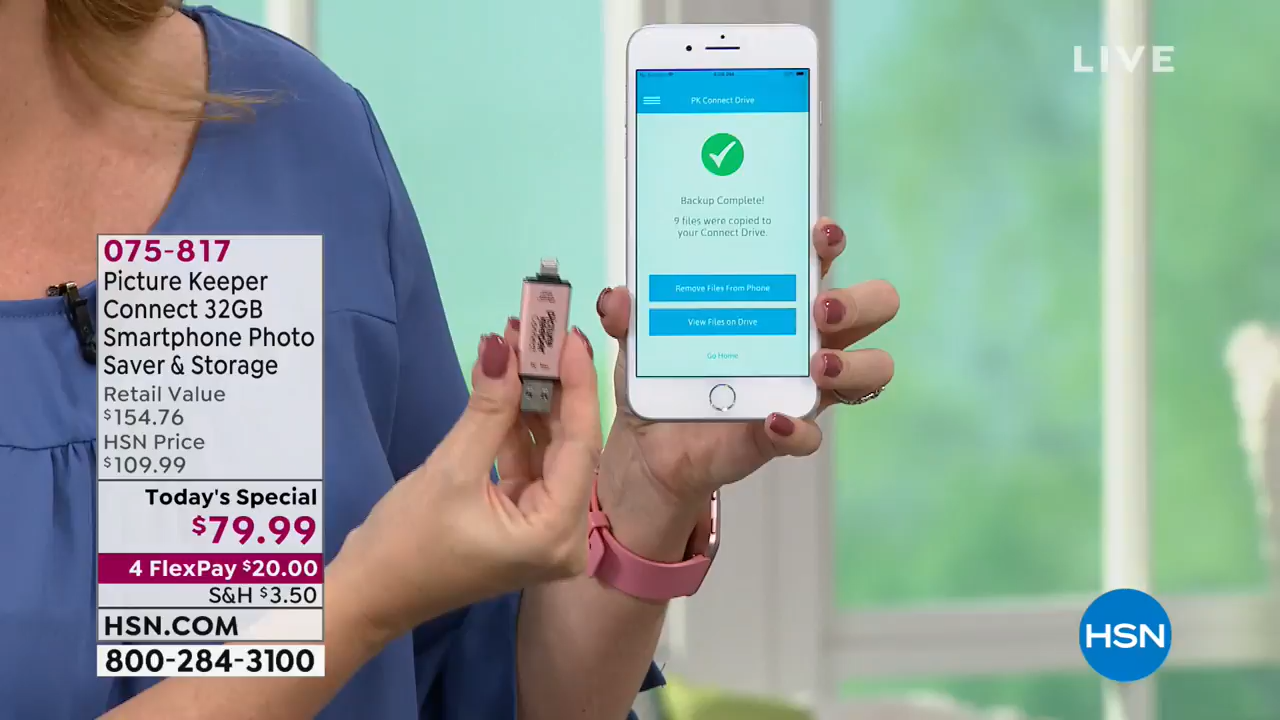 LIVE
PK Connect Drive
Backup Complete!
9 files were copied to
your Connect Drive.
Remove Files From Phone
View Files on Drive
Go Home
075-817
Picture Keeper
Connect 32GB
Smartphone Photo
Saver & Storage
Retail Value
$154.76
HSN Price
$109.99
Today's Special
$79.99
4 FlexPay $20.00
S&H $3.50
HSN.COM
800-284-3100
picture
keeper
connect
HSN